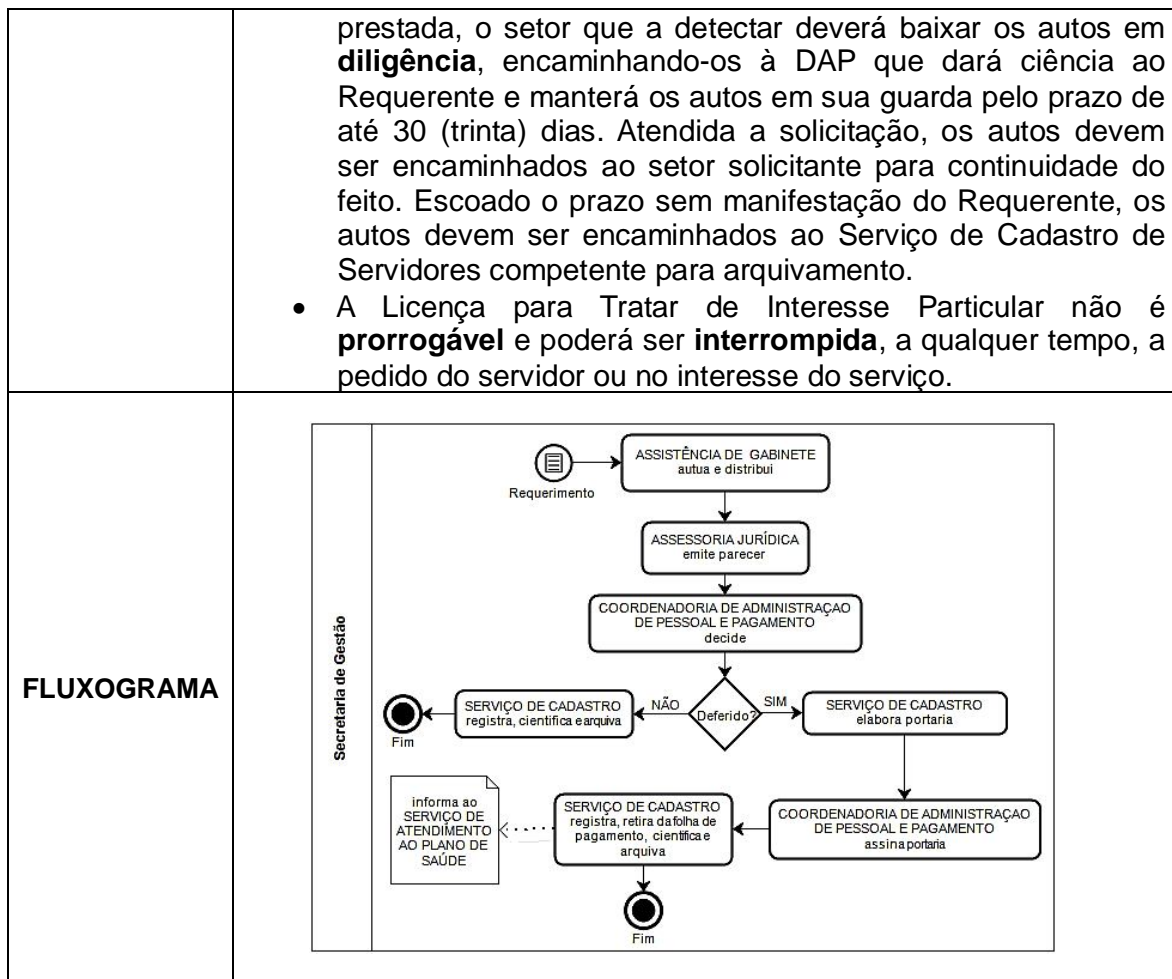 prestada, o setor que a detectar deverá baixar os autos em
diligência, encaminhando-os à DAP que dará ciência ao
Requerente e manterá os autos em sua guarda pelo prazo de
até 30 (trinta) dias. Atendida a solicitação, os autos devem
ser encaminhados ao setor solicitante para continuidade do
feito. Escoado o prazo sem manifestação do Requerente, os
autos devem ser encaminhados ao Serviço de Cadastro de
Servidores competente para arquivamento.
• A Licença para Tratar de Interesse Particular não é
prorrogável e poderá ser interrompida, a qualquer tempo, a
pedido do servidor ou no interesse do serviço.
FLUXOGRAMA
Secretaria de Gestão
Requerimento
ASSISTÊNCIA DE GABINETE
autua e distribui
ASSESSORIA JURÍDICA
emite parecer
COORDENADORIA DE ADMINISTRAÇAO
DE PESSOAL E PAGAMENTO
decide
Deferido?
NÃO
SERVIÇO DE CADASTRO
registra, cientifica e arquiva
Fim
SIM
SERVIÇO DE CADASTRO
elabora portaria
COORDENADORIA DE ADMINISTRAÇAO
DE PESSOAL E PAGAMENTO
assina portaria
SERVIÇO DE CADASTRO
registra, retira da folha de
pagamento, cientifica e
arquiva
informa ao
SERVIÇO DE
ATENDIMENTO
AO PLANO DE
SAÚDE
Fim